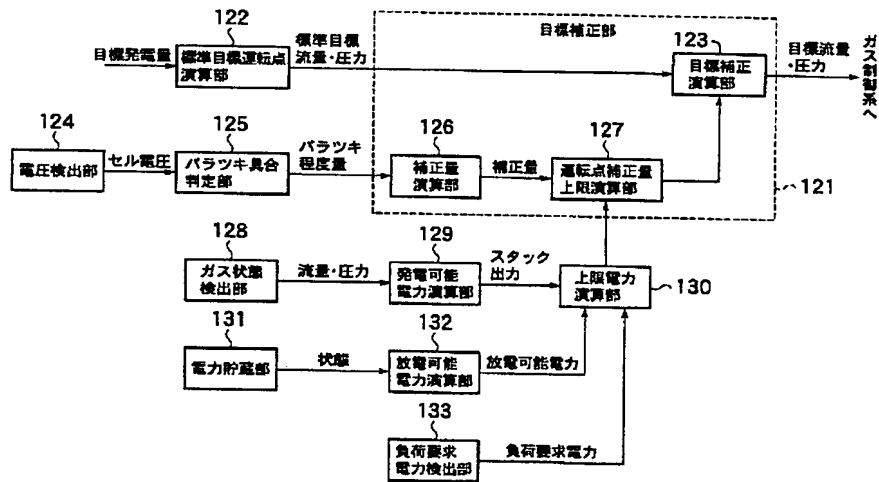 目標発電量
122
標準目標運転点
演算部
標準目標
流量・圧力
目標補正部
123
目標補正
演算部
目標流量
・圧力
ガス制御系へ
124
電圧検出部
セル電圧
125
バラツキ具合
判定部
バラツキ
程度量
126
補正量
演算部
補正量
127
運転点補正量
上限演算部
121
128
ガス状態
検出部
流量・圧力
129
発電可能
電力演算部
スタック
出力
上限電力
演算部
130
131
電力貯蔵部
状態
132
放電可能
電力演算部
放電可能電力
133
負荷要求
電力検出部
負荷要求電力